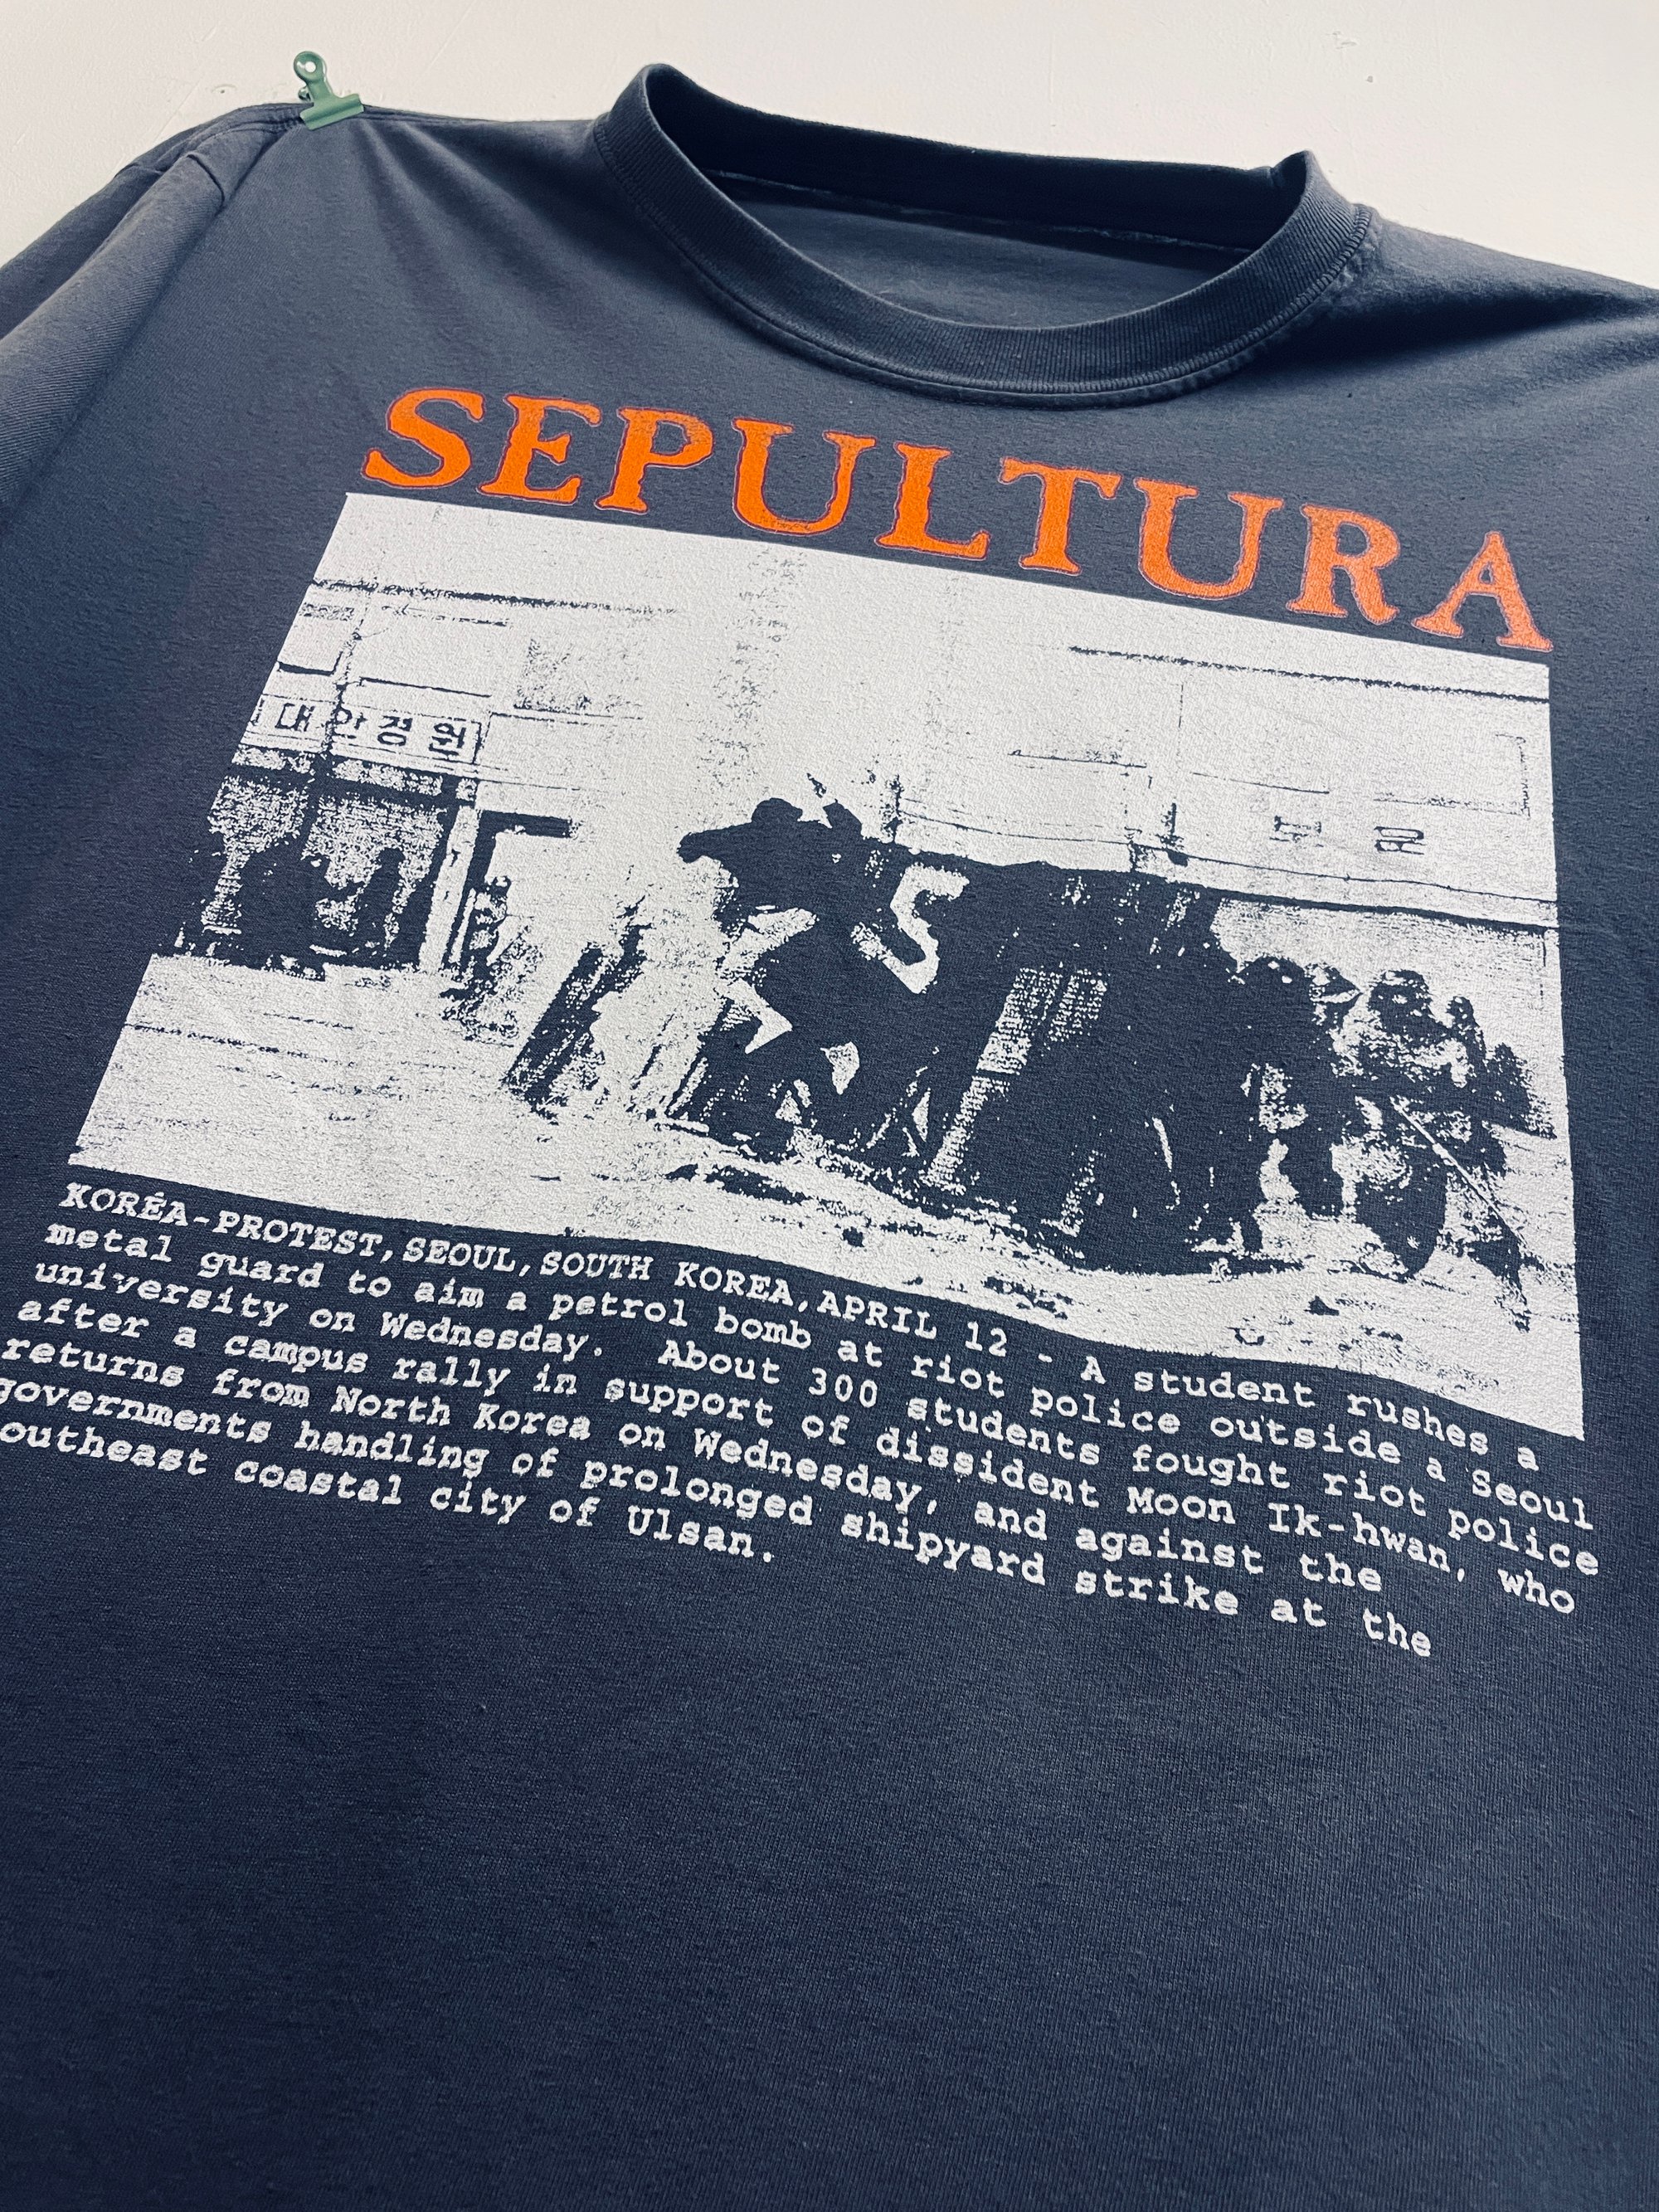 SEPULTURA
대안경원
KOREA-PROTEST, SEOUL, SOUTH KOREA, APRIL 12 - A student rushes a
metal guard to aim a petrol bomb at riot police outside a Seoul
university on Wednesday. About 300 students fought riot police
after a campus rally in support of dissident Moon Ik-hwan, who
returns from North Korea on Wednesday, and against the
governments handling of prolonged shipyard strike at the
outheast coastal city of Ulsan.